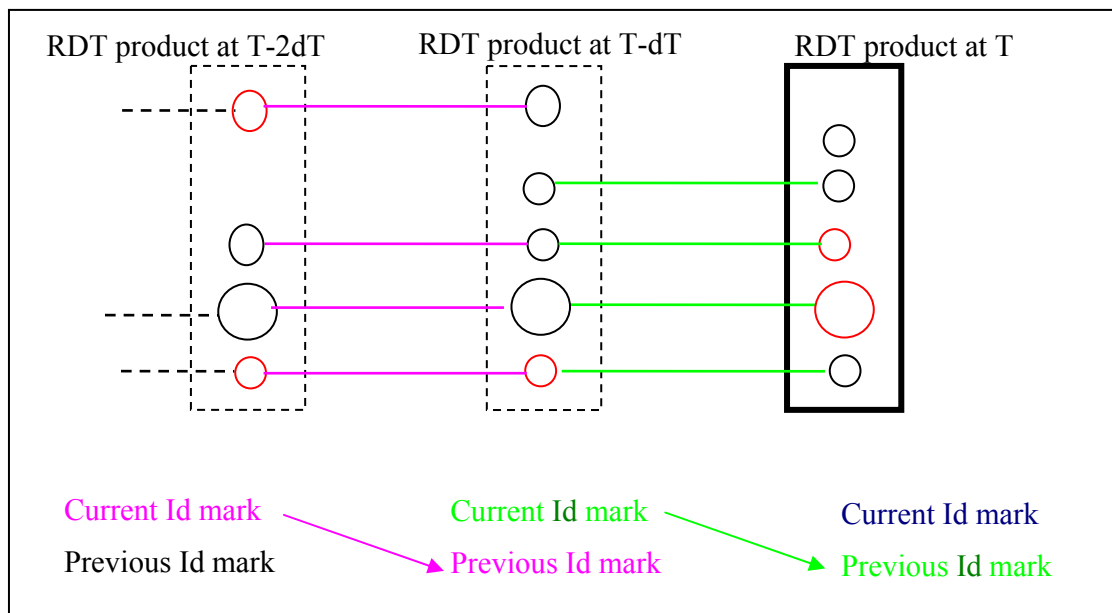 RDT product at T-2dT
RDT product at T-dT
RDT product at T
Current Id mark
Current Id mark
Current Id mark
Previous Id mark
Previous Id mark
Previous Id mark